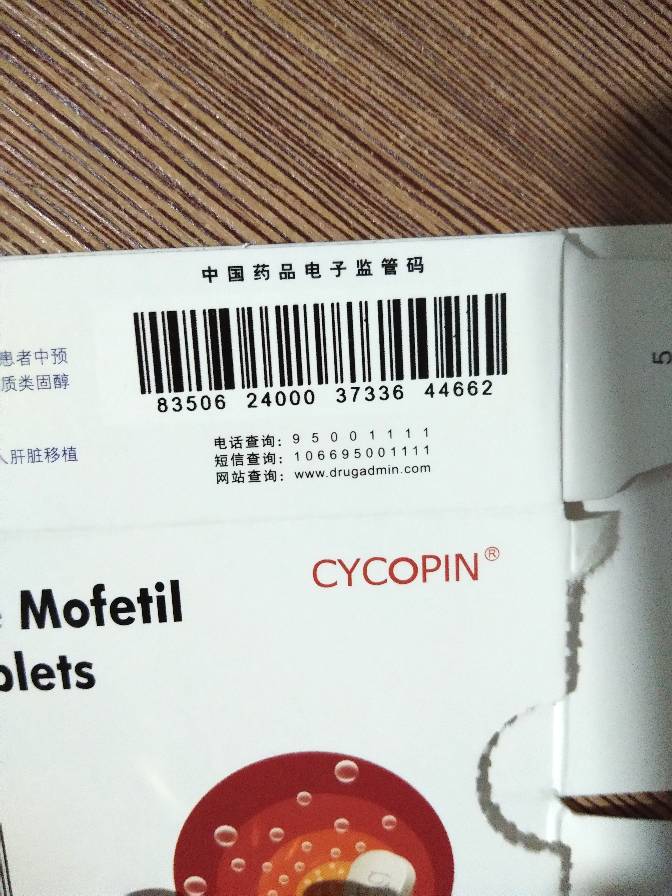 中国药品电子监管码
患者中预
质类固醇
83506 24000 37336 44662
人肝脏移植
电话查询：95001111
短信查询：106695001111
网站查询：www.drugadmin.com
CYCOPIN®
Mofetil
blets
5